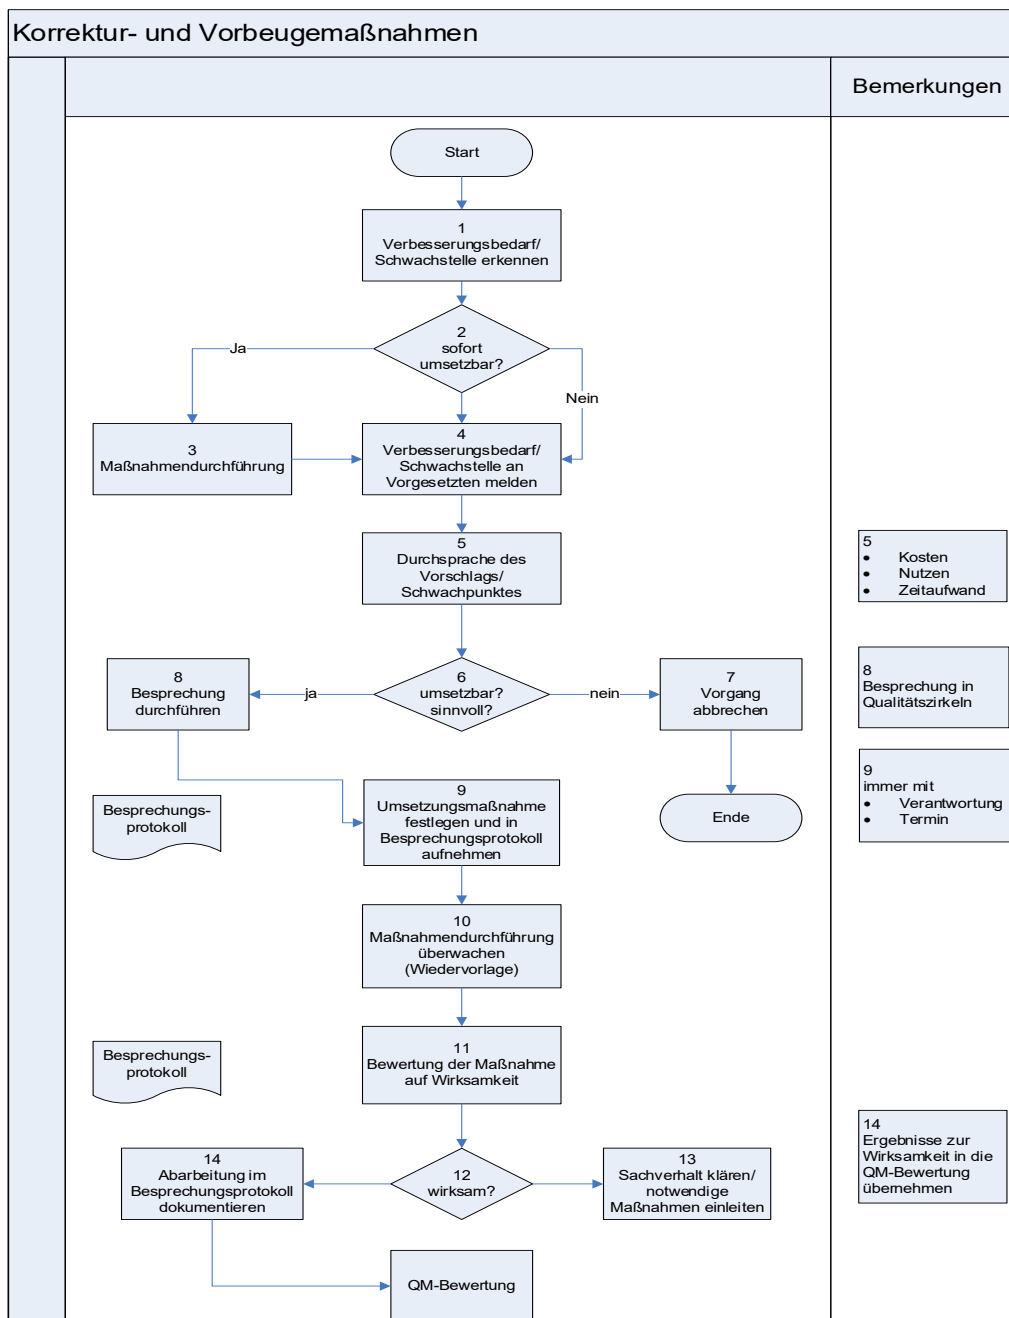 Korrektur- und Vorbeugemaßnahmen
Bemerkungen
Start
1
Verbesserungsbedarf/
Schwachstelle erkennen
2
sofort
umsetzbar?
Ja
Nein
3
Maßnahmendurchführung
4
Verbesserungsbedarf/
Schwachstelle an
Vorgesetzten melden
5
Durchsprache des
Vorschlags/
Schwachpunktes
5
• Kosten
• Nutzen
• Zeitaufwand
8
Besprechung
durchführen
ja
6
umsetzbar?
sinnvoll?
nein
7
Vorgang
abbrechen
8
Besprechung in
Qualitätszirkeln
Besprechungs-
protokoll
9
Umsetzungsmaßnahme
festlegen und in
Besprechungsprotokoll
aufnehmen
Ende
9
immer mit
• Verantwortung
• Termin
10
Maßnahmendurchführung
überwachen
(Wiedervorlage)
Besprechungs-
protokoll
11
Bewertung der Maßnahme
auf Wirksamkeit
14
Abarbeitung im
Besprechungsprotokoll
dokumentieren
12
wirksam?
13
Sachverhalt klären/
notwendige
Maßnahmen einleiten
14
Ergebnisse zur
Wirksamkeit in die
QM-Bewertung
übernehmen
QM-Bewertung